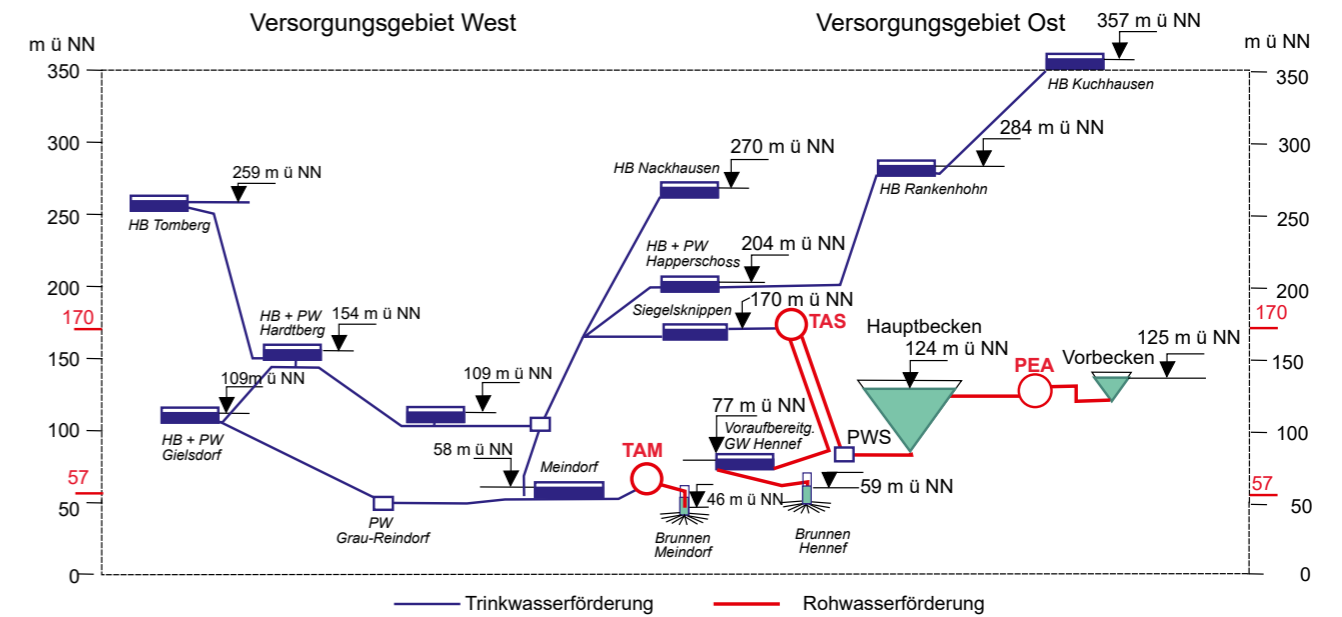 Versorgungsgebiet West
Versorgungsgebiet Ost
m ü NN
m ü NN
350
300
250
200
170
150
100
57
50
0
350
300
250
200
170
150
100
57
50
0
357 m ü NN
HB Kuchhausen
284 m ü NN
HB Rankenhohn
270 m ü NN
HB Nackhausen
259 m ü NN
HB Tomberg
204 m ü NN
HB + PW
Happerschoss
170 m ü NN
Siegelsknippen
TAS
154 m ü NN
HB + PW
Hardtberg
109m ü NN
HB + PW
Gielsdorf
109 m ü NN
58 m ü NN
Meindorf
TAM
PW
Grau-Reindorf
46 m ü NN
Brunnen
Meindorf
77 m ü NN
Voraufbereitg.
GW Hennef
59 m ü NN
Brunnen
Hennef
PWS
Hauptbecken
124 m ü NN
PEA
Vorbecken
125 m ü NN
Trinkwasserförderung
Rohwasserförderung